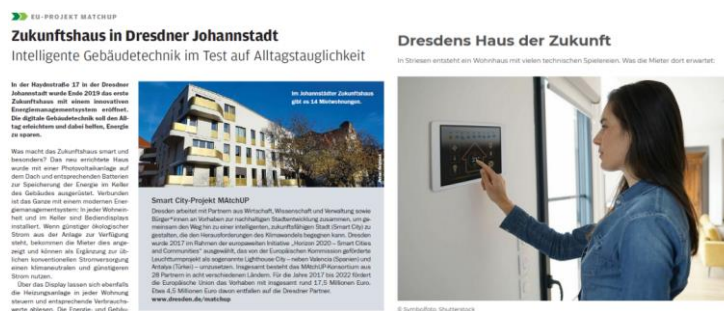 EU-PROJEKT MATCHUP
Zukunftshaus in Dresdner Johannstadt
Intelligente Gebäudetechnik im Test auf Alltagstauglichkeit
In der Haydnstraße 17 in der Dresdner
Johannstadt wurde Ende 2019 das erste
Zukunftshaus mit einem innovativen
Energiemanagementsystem eröffnet.
Die digitale Gebäudetechnik soll den All-
tag erleichtern und dabei helfen, Energie
zu sparen.
Was macht das Zukunftshaus smart und
besonders? Das neu errichtete Haus
wurde mit einer Photovoltaikanlage auf
dem Dach und entsprechenden Batterien
zur Speicherung der Energie im Keller
des Gebäudes ausgerüstet. Verbunden
ist das Ganze mit einem modernen Ener-
giemanagementsystem: In jeder Wohnein-
heit und im Keller sind Bediendisplays
installiert. Wenn günstiger ökologischer
Strom aus der Anlage zur Verfügung
steht, bekommen die Mieter dies ange-
zeigt und können als Ergänzung zur üb-
lichen konventionellen Stromversorgung
einen klimaneutralen und günstigeren
Strom nutzen.
Über das Display lassen sich ebenfalls
die Heizungsanlage in jeder Wohnung
steuern und entsprechende Verbrauchs-
werte ablesen. Die Energie- und Gebäu-
Im Johannstädter Zukunftshaus
gibt es 14 Mietwohnungen.
Smart City-Projekt MAtchUP
Dresden arbeitet mit Partnern aus Wirtschaft, Wissenschaft und Verwaltung sowie
Bürger*innen an Vorhaben zur nachhaltigen Stadtentwicklung zusammen, um ge-
meinsam den Weg hin zu einer intelligenten, zukunftsfähigen Stadt (Smart City) zu
gestalten, die den Herausforderungen des Klimawandels begegnen kann. Dresden
wurde 2017 im Rahmen der europaweiten Initiative „Horizon 2020 – Smart Cities
and Communities" ausgewählt, das von der Europäischen Kommission geförderte
Leuchtturmprojekt als sogenannte Lighthouse City – neben Valencia (Spanien) und
Antalya (Türkei) – umzusetzen. Insgesamt besteht das MAtchUP-Konsortium aus
28 Partnern in acht verschiedenen Ländern. Für die Jahre 2017 bis 2022 fördert
die Europäische Union das Vorhaben mit insgesamt rund 17,5 Millionen Euro.
Etwa 4,5 Millionen Euro davon entfallen auf die Dresdner Partner.
www.dresden.de/matchup
Dresdens Haus der Zukunft
In Striesen entsteht ein Wohnhaus mit vielen technischen Spielereien. Was die Mieter dort erwartet.
© Symbolfoto: Shutterstock